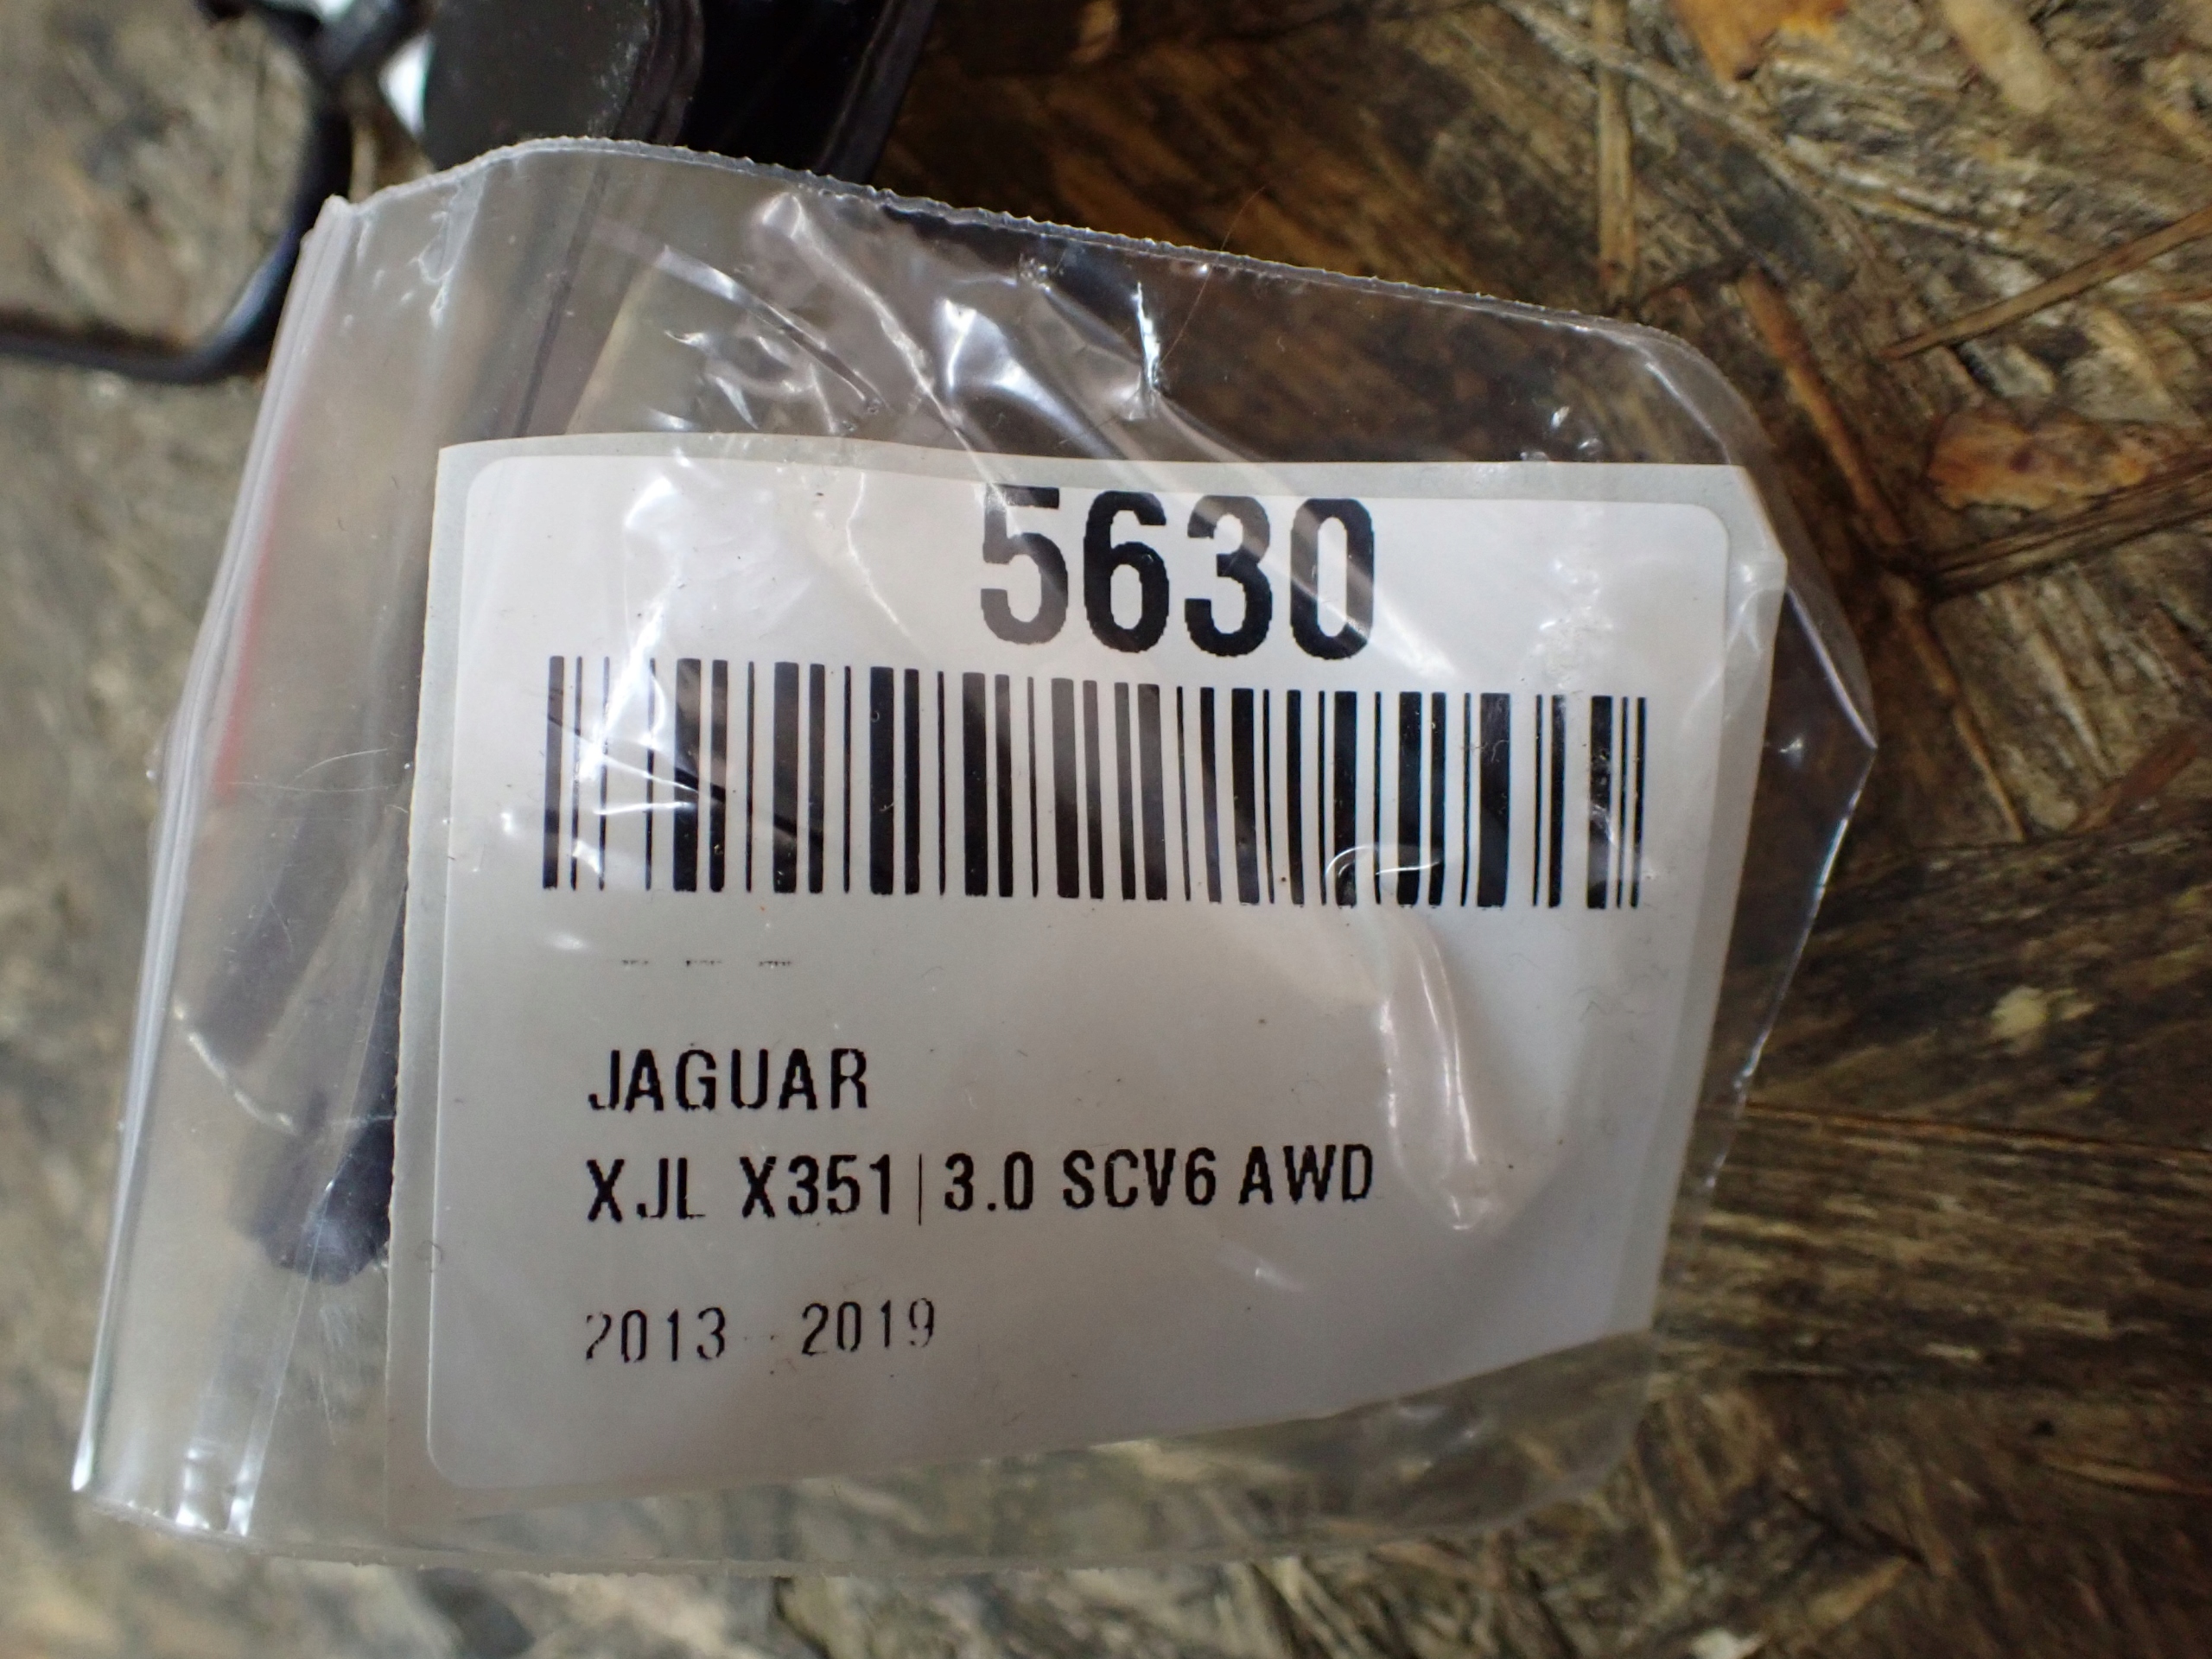 5630
JAGUAR
XJL X351 | 3.0 SCV6 AWD
2013 - 2019